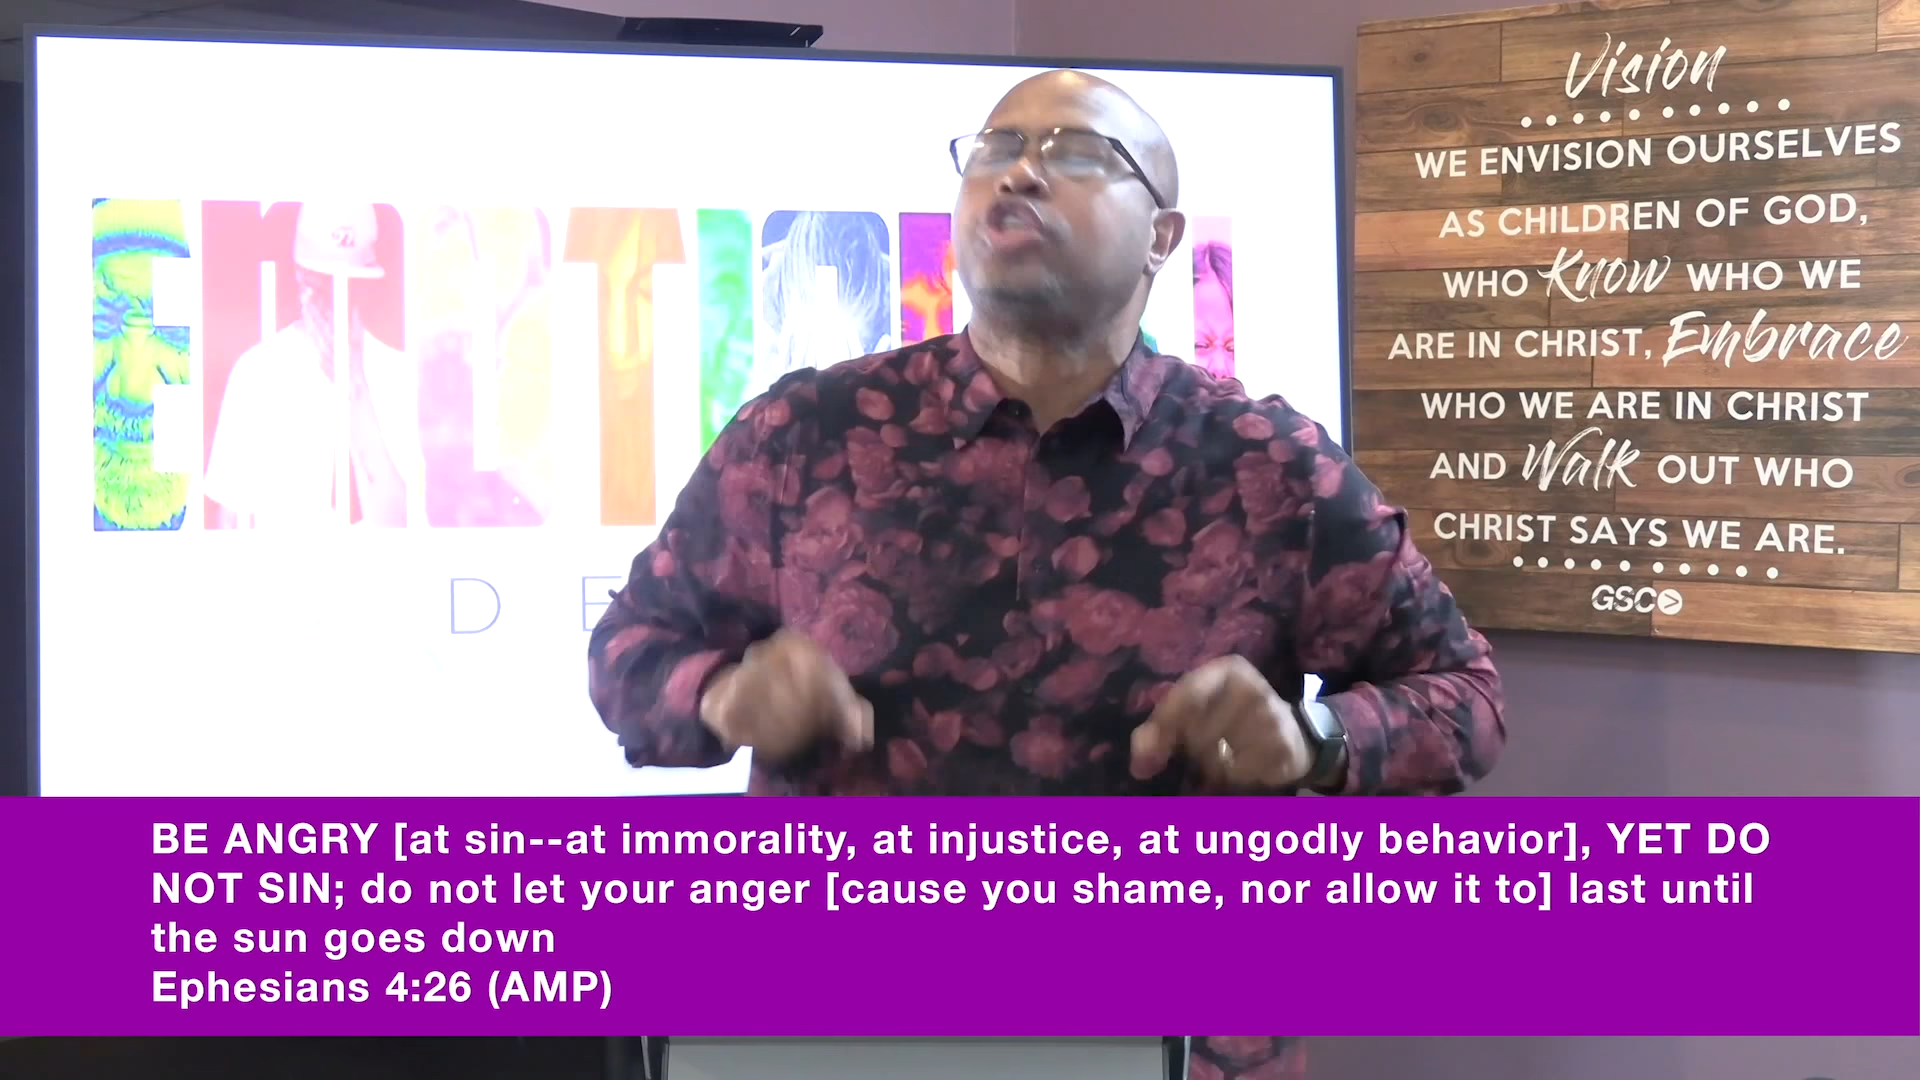 EMOTIONAL
D E
Vision
WE ENVISION OURSELVES
AS CHILDREN OF GOD,
WHO Know WHO WE
ARE IN CHRIST, Embrace
WHO WE ARE IN CHRIST
AND Walk OUT WHO
CHRIST SAYS WE ARE.
GSC
BE ANGRY [at sin--at immorality, at injustice, at ungodly behavior], YET DO
NOT SIN; do not let your anger [cause you shame, nor allow it to] last until
the sun goes down
Ephesians 4:26 (AMP)